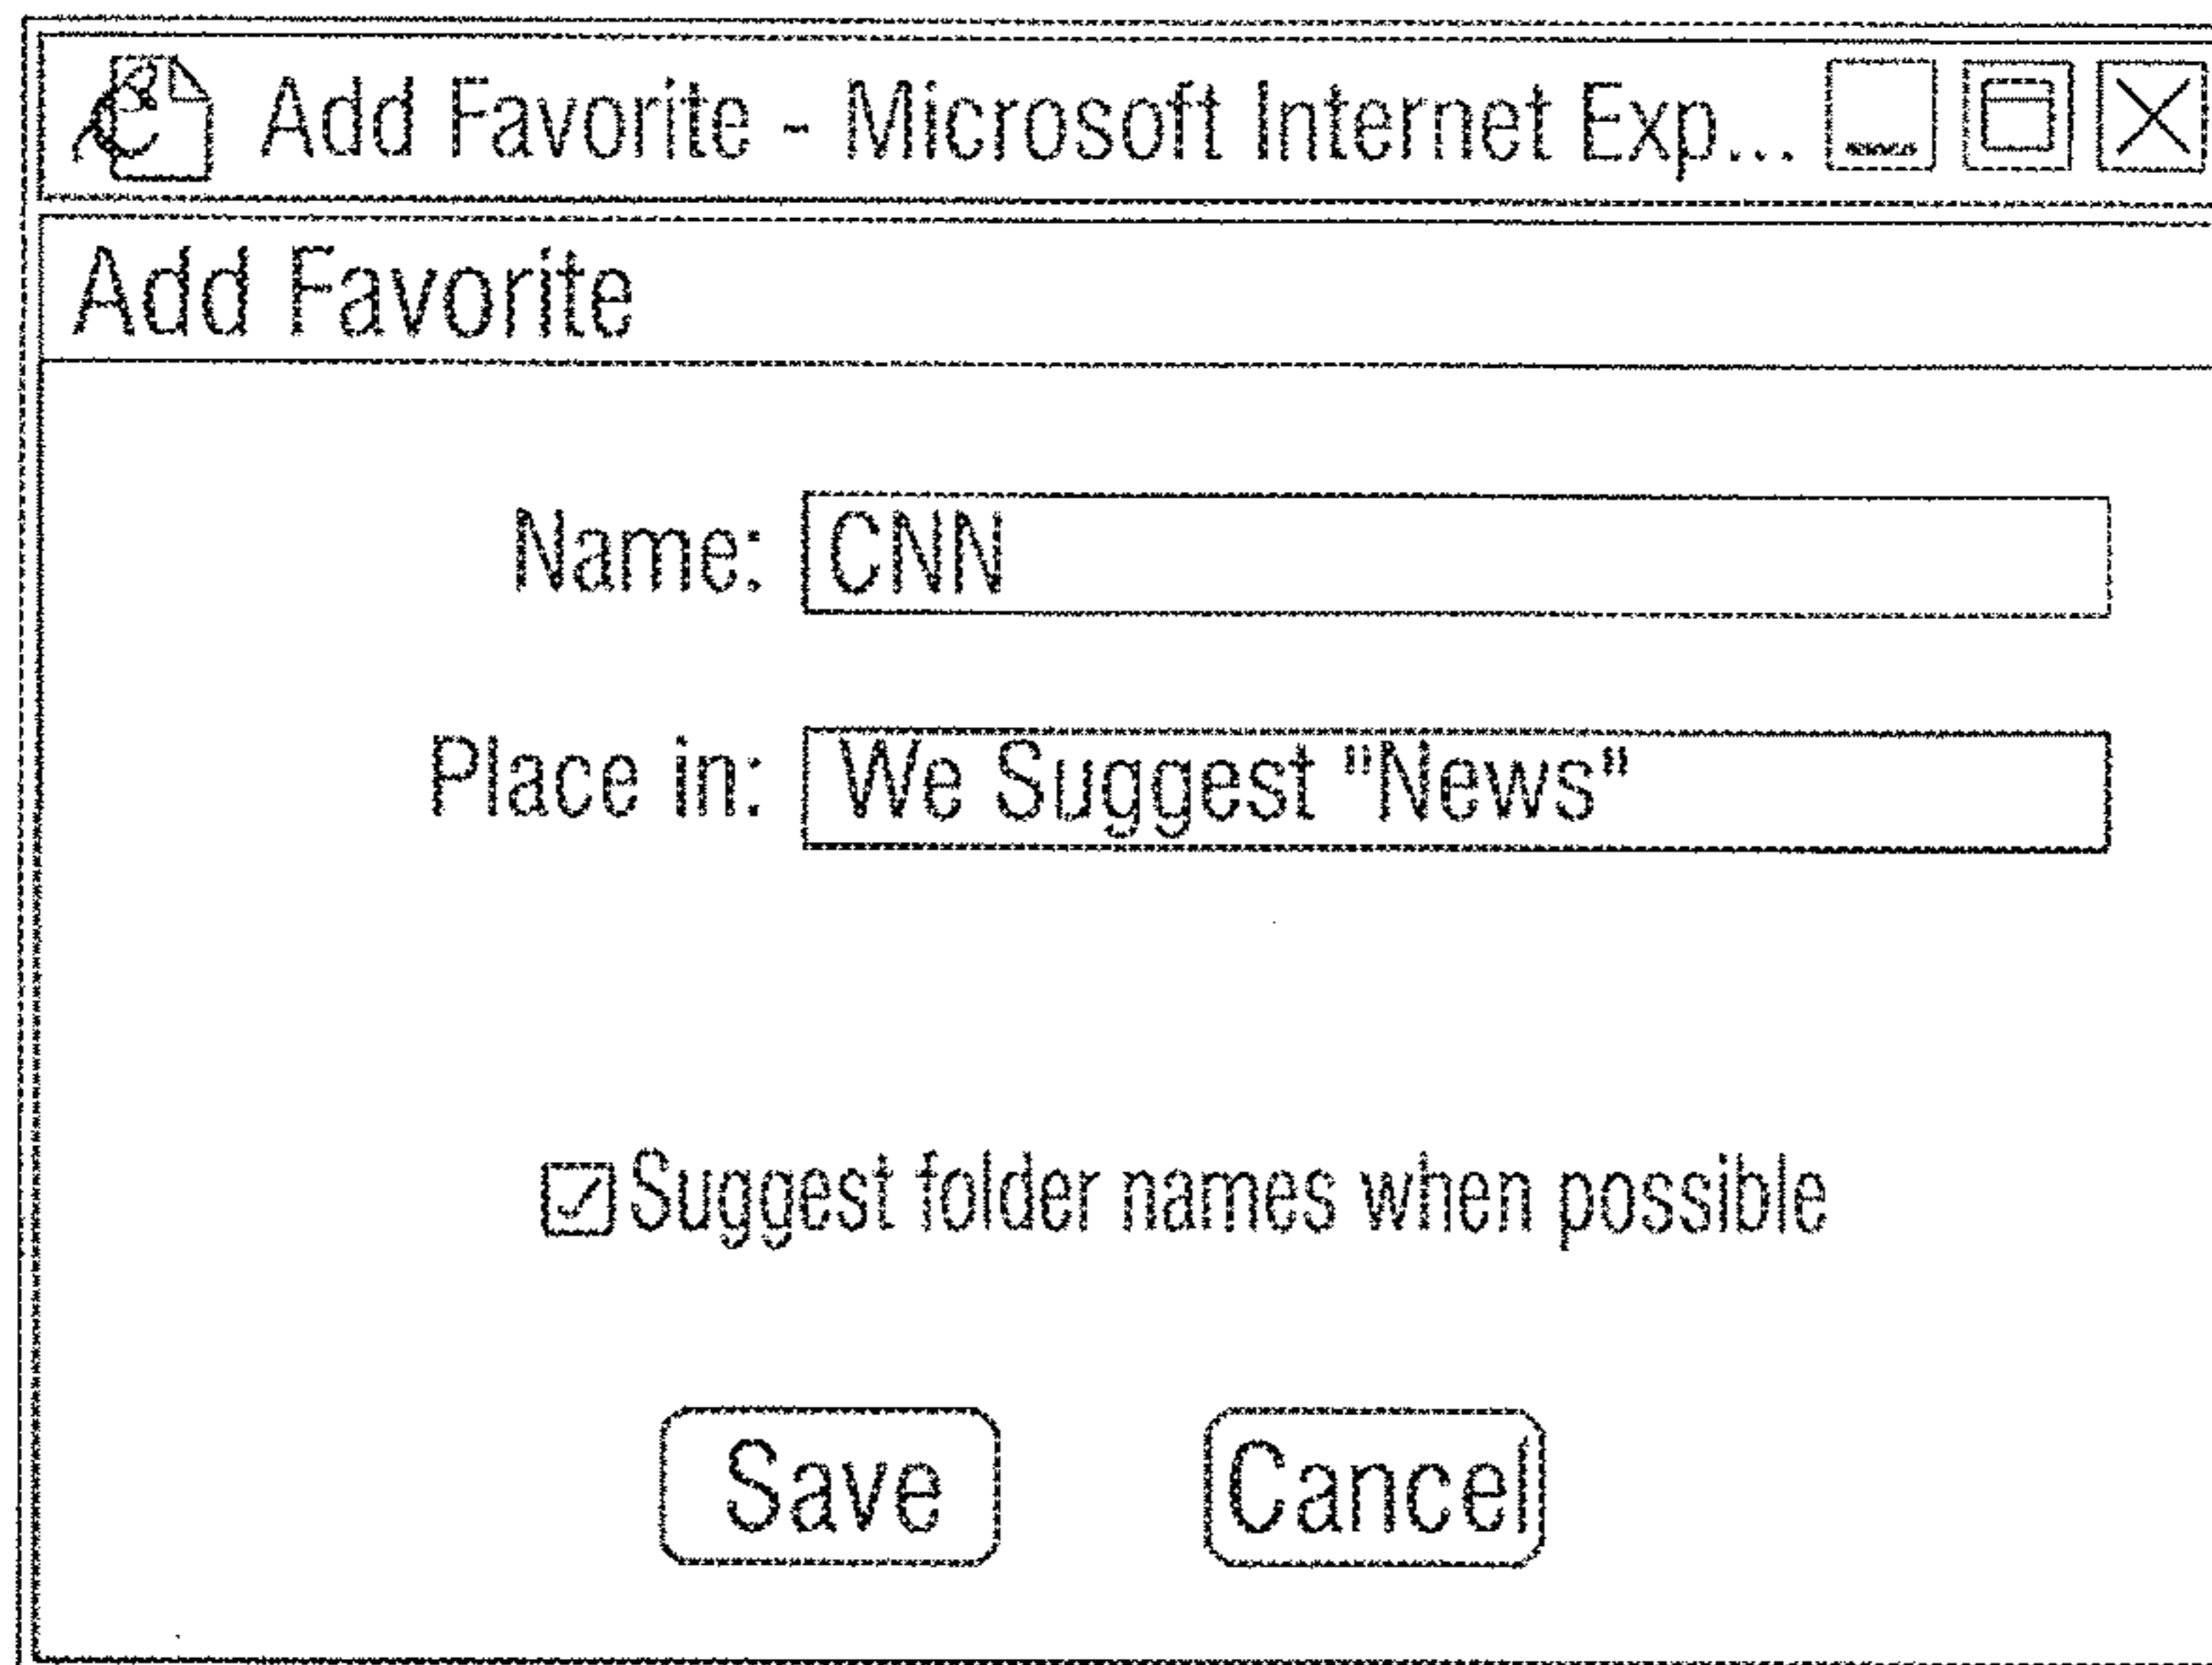 Add Favorite - Microsoft Internet Exp...
Add Favorite
Name: CNN
Place in: We Suggest "News"
Suggest folder names when possible
Save Cancel